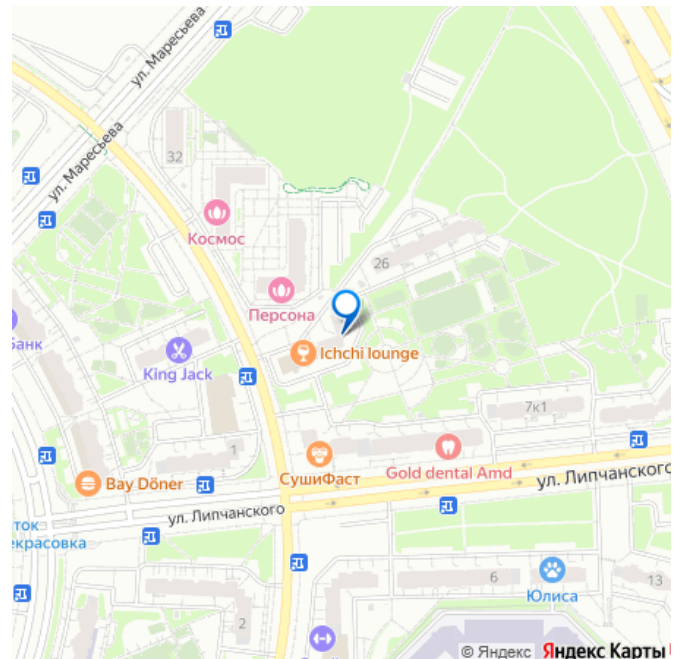 ул. Маресьева
ул. Маресьева
32
Космос
26
Персона
Банк
King Jack
Ichchi lounge
7к1
1
СушиФаст
Gold dental Amd
Bay Döner
ул. Липчанского
ул. Липчанского
екрасовка
6
Юлиса
13
2
© Яндекс Яндекс Карты